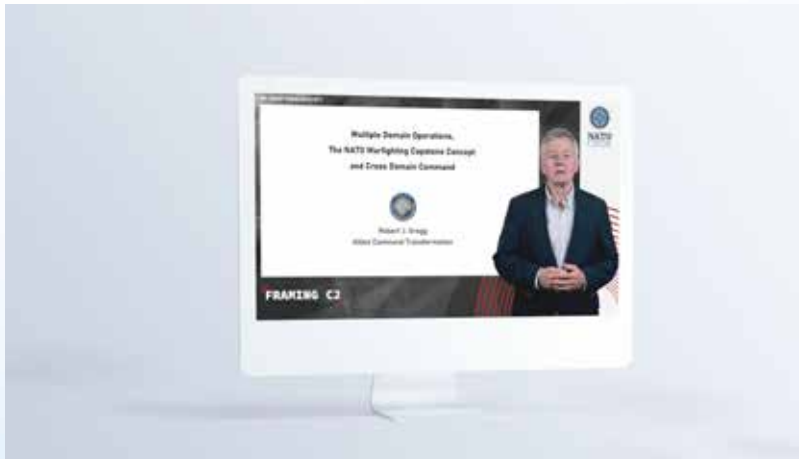 Multiple Domain Operations,
The NATO Warfighting Capstone Concept
and Cross Domain Command
Robert J. Gregg
Allied Command Transformation
NATO
FRAMING C2